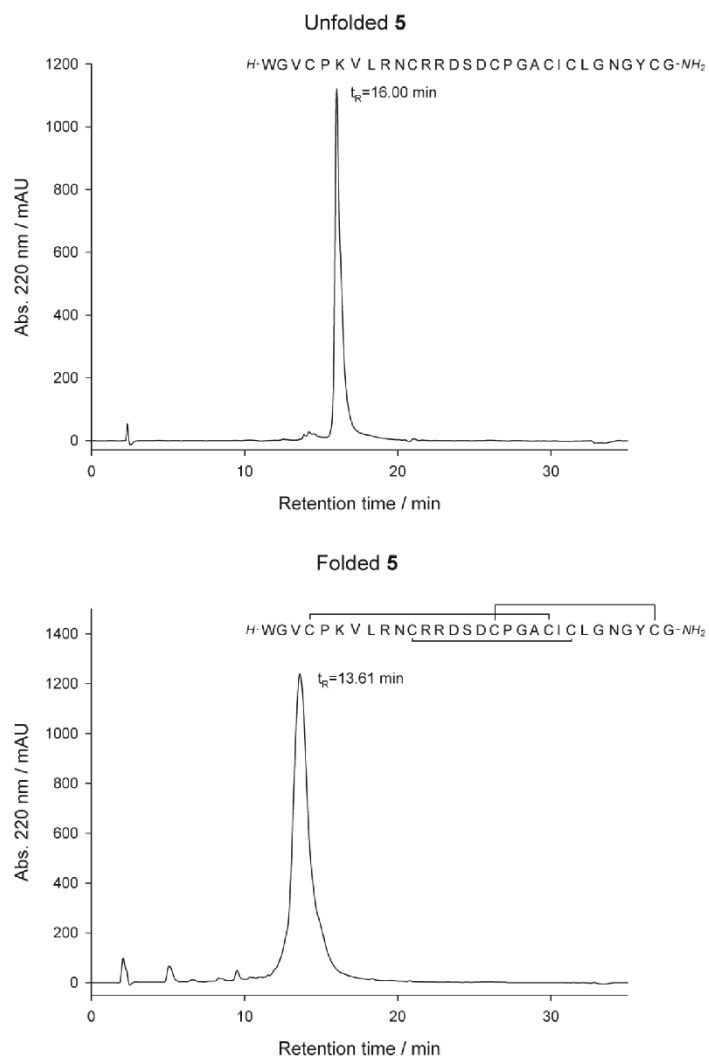 Unfolded 5
H-WGVCPKVLRNCRRDSDCPGACICLGNGYCG-NH2
tR=16.00 min
1200
1000
800
600
400
200
0
Abs. 220 nm / mAU
0 10 20 30
Retention time / min
Folded 5
H-WGVCPKVLRNCRRDSDCPGACICLGNGYCG-NH2
tR=13.61 min
1400
1200
1000
800
600
400
200
0
Abs. 220 nm / mAU
0 10 20 30
Retention time / min